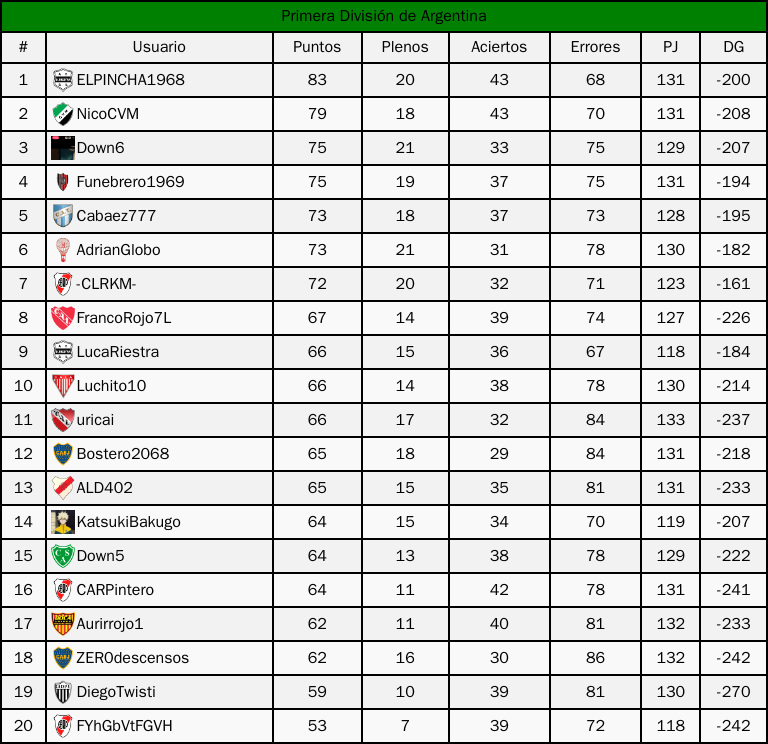 Primera División de Argentina
# Usuario Puntos Plenos Aciertos Errores PJ DG
1 ELPINCHA1968 83 20 43 68 131 -200
2 NicoCVM 79 18 43 70 131 -208
3 Down6 75 21 33 75 129 -207
4 Funebrero1969 75 19 37 75 131 -194
5 Cabaez777 73 18 37 73 128 -195
6 AdrianGlobo 73 21 31 78 130 -182
7 -CLRKM- 72 20 32 71 123 -161
8 FrancoRojo7L 67 14 39 74 127 -226
9 LucaRiestra 66 15 36 67 118 -184
10 Luchito10 66 14 38 78 130 -214
11 uricai 66 17 32 84 133 -237
12 Bostero2068 65 18 29 84 131 -218
13 ALD402 65 15 35 81 131 -233
14 KatsukiBakugo 64 15 34 70 119 -207
15 Down5 64 13 38 78 129 -222
16 CARPintero 64 11 42 78 131 -241
17 Aurirrojo1 62 11 40 81 132 -233
18 ZER0descensos 62 16 30 86 132 -242
19 DiegoTwisti 59 10 39 81 130 -270
20 FYhGbVtFGVH 53 7 39 72 118 -242